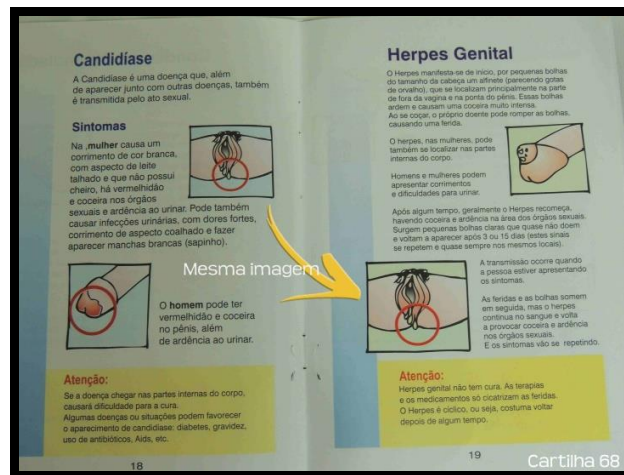 Candidíase
A Candidíase é uma doença que, além
de aparecer junto com outras doenças, também
é transmitida pelo ato sexual.
Sintomas
Na ,mulher causa um
corrimento de cor branca,
com aspecto de leite
talhado e que não possui
cheiro, há vermelhidão
e coceira nos órgãos
sexuais e ardência ao urinar. Pode também
causar infecções urinárias, com dores fortes,
corrimento de aspecto coalhado e fazer
aparecer manchas brancas (sapinho).
Mesma imagem
O homem pode ter
vermelhidão e coceira
no pênis, além
de ardência ao urinar.
Atenção:
Se a doença chegar nas partes internas do corpo,
causará dificuldade para a cura.
Algumas doenças ou situações podem favorecer
o aparecimento de candidíase: diabetes, gravidez,
uso de antibióticos, Aids, etc.
18
Herpes Genital
O Herpes manifesta-se de início, por pequenas bolhas
do tamanho da cabeça um alfinete (parecendo gotas
de orvalho), que se localizam principalmente na parte
de fora da vagina e na ponta do pênis. Essas bolhas
ardem e causam uma coceira muito intensa.
Ao se coçar, o próprio doente pode romper as bolhas,
causando uma ferida.
O herpes, nas mulheres, pode
também se localizar nas partes
internas do corpo.
Homens e mulheres podem
apresentar corrimentos
e dificuldades para urinar.
Após algum tempo, geralmente o Herpes recomeça,
havendo coceira e ardência na área dos órgãos sexuais.
Surgem pequenas bolhas claras que quase não doem
e voltam a aparecer após 3 ou 15 dias (estes sinais
se repetem e quase sempre nos mesmos locais).
A transmissão ocorre quando
a pessoa estiver apresentando
os sintomas.
As feridas e as bolhas somem
em seguida, mas o herpes
continua no sangue e volta
a provocar coceira e ardência
nos órgãos sexuais.
E os sintomas vão se repetindo.
Atenção:
Herpes genital não tem cura. As terapias
e os medicamentos só cicatrizam as feridas.
O Herpes é cíclico, ou seja, costuma voltar
depois de algum tempo.
19
Cartilha 68